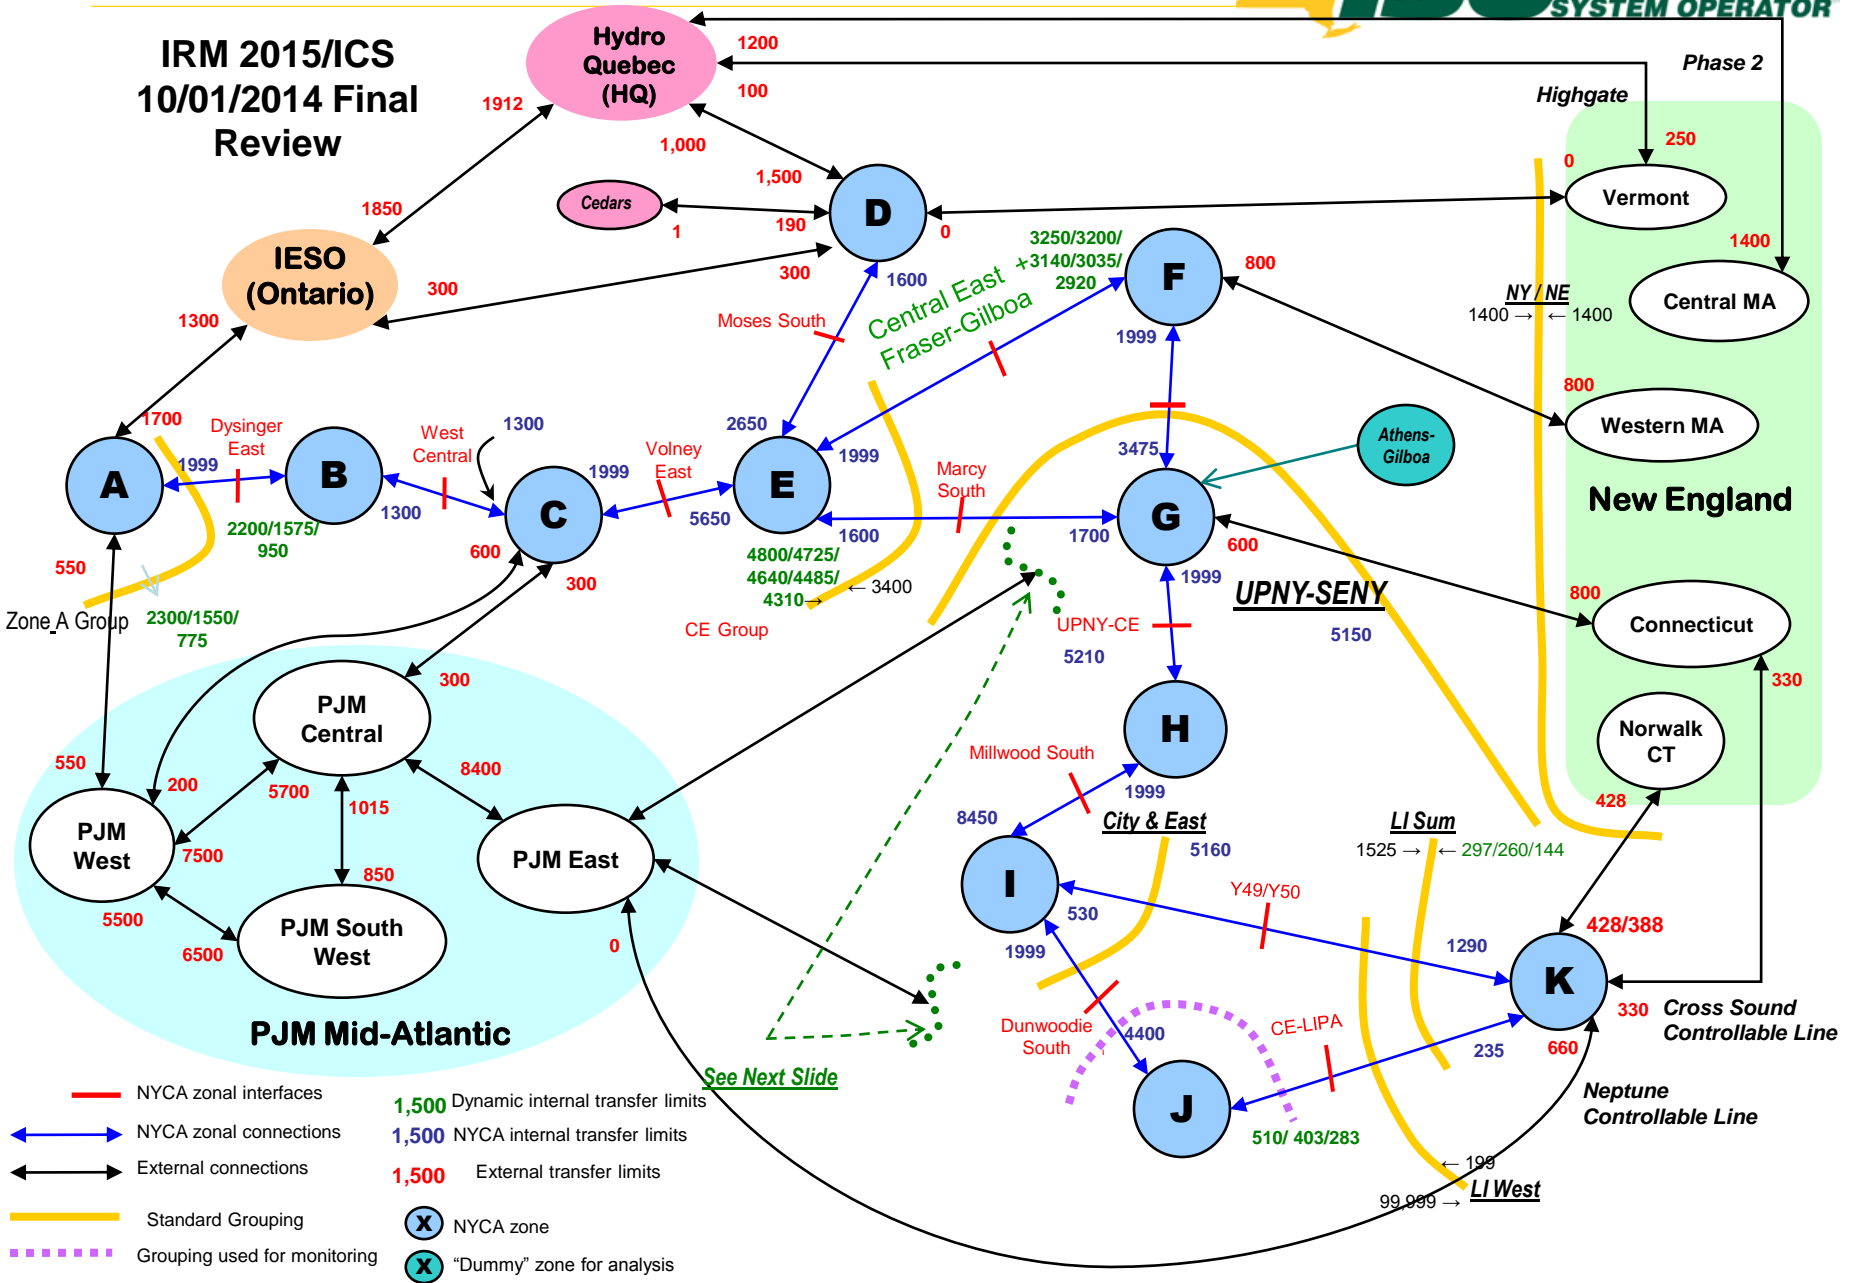 SYSTEM OPERATOR
IRM 2015/ICS
10/01/2014 Final
Review
Hydro
Quebec
(HQ)
1200
100
1912
1,000
1,500
Phase 2
Highgate
250
0
Vermont
Cedars
1
190
D
0
1850
IESO
(Ontario)
300
300
1300
1600
3250/3200/
+3140/3035/
2920
Central East
Fraser-Gilboa
F
800
1400
Central MA
NY / NE
1400 → ← 1400
Moses South
1999
800
Western MA
New England
1700
Dysinger
East
West
Central
1300
2650
1999
Volney
East
1999
Marcy
South
3475
Athens-
Gilboa
A
1999
B
C
E
G
2200/1575/
950
1300
5650
1600
1700
600
600
300
550
4800/4725/
4640/4485/
4310→
← 3400
1999
UPNY-SENY
5150
800
Connecticut
330
Zone_A Group
2300/1550/
775
CE Group
UPNY-CE
5210
300
PJM
Central
H
Norwalk
CT
428
550
200
5700
8400
1015
Millwood South
1999
8450
City & East
5160
LI Sum
1525 → ← 297/260/144
PJM
West
7500
850
PJM East
5500
6500
PJM South
West
0
I
530
1999
Y49/Y50
1290
428/388
K
330
Cross Sound
Controllable Line
PJM Mid-Atlantic
Dunwoodie
South
4400
CE-LIPA
235
660
Neptune
Controllable Line
J
510/ 403/283
See Next Slide
← 199
99,999 →
LI West
NYCA zonal interfaces
NYCA zonal connections
External connections
Standard Grouping
Grouping used for monitoring
1,500 Dynamic internal transfer limits
1,500 NYCA internal transfer limits
1,500 External transfer limits
X NYCA zone
X "Dummy" zone for analysis